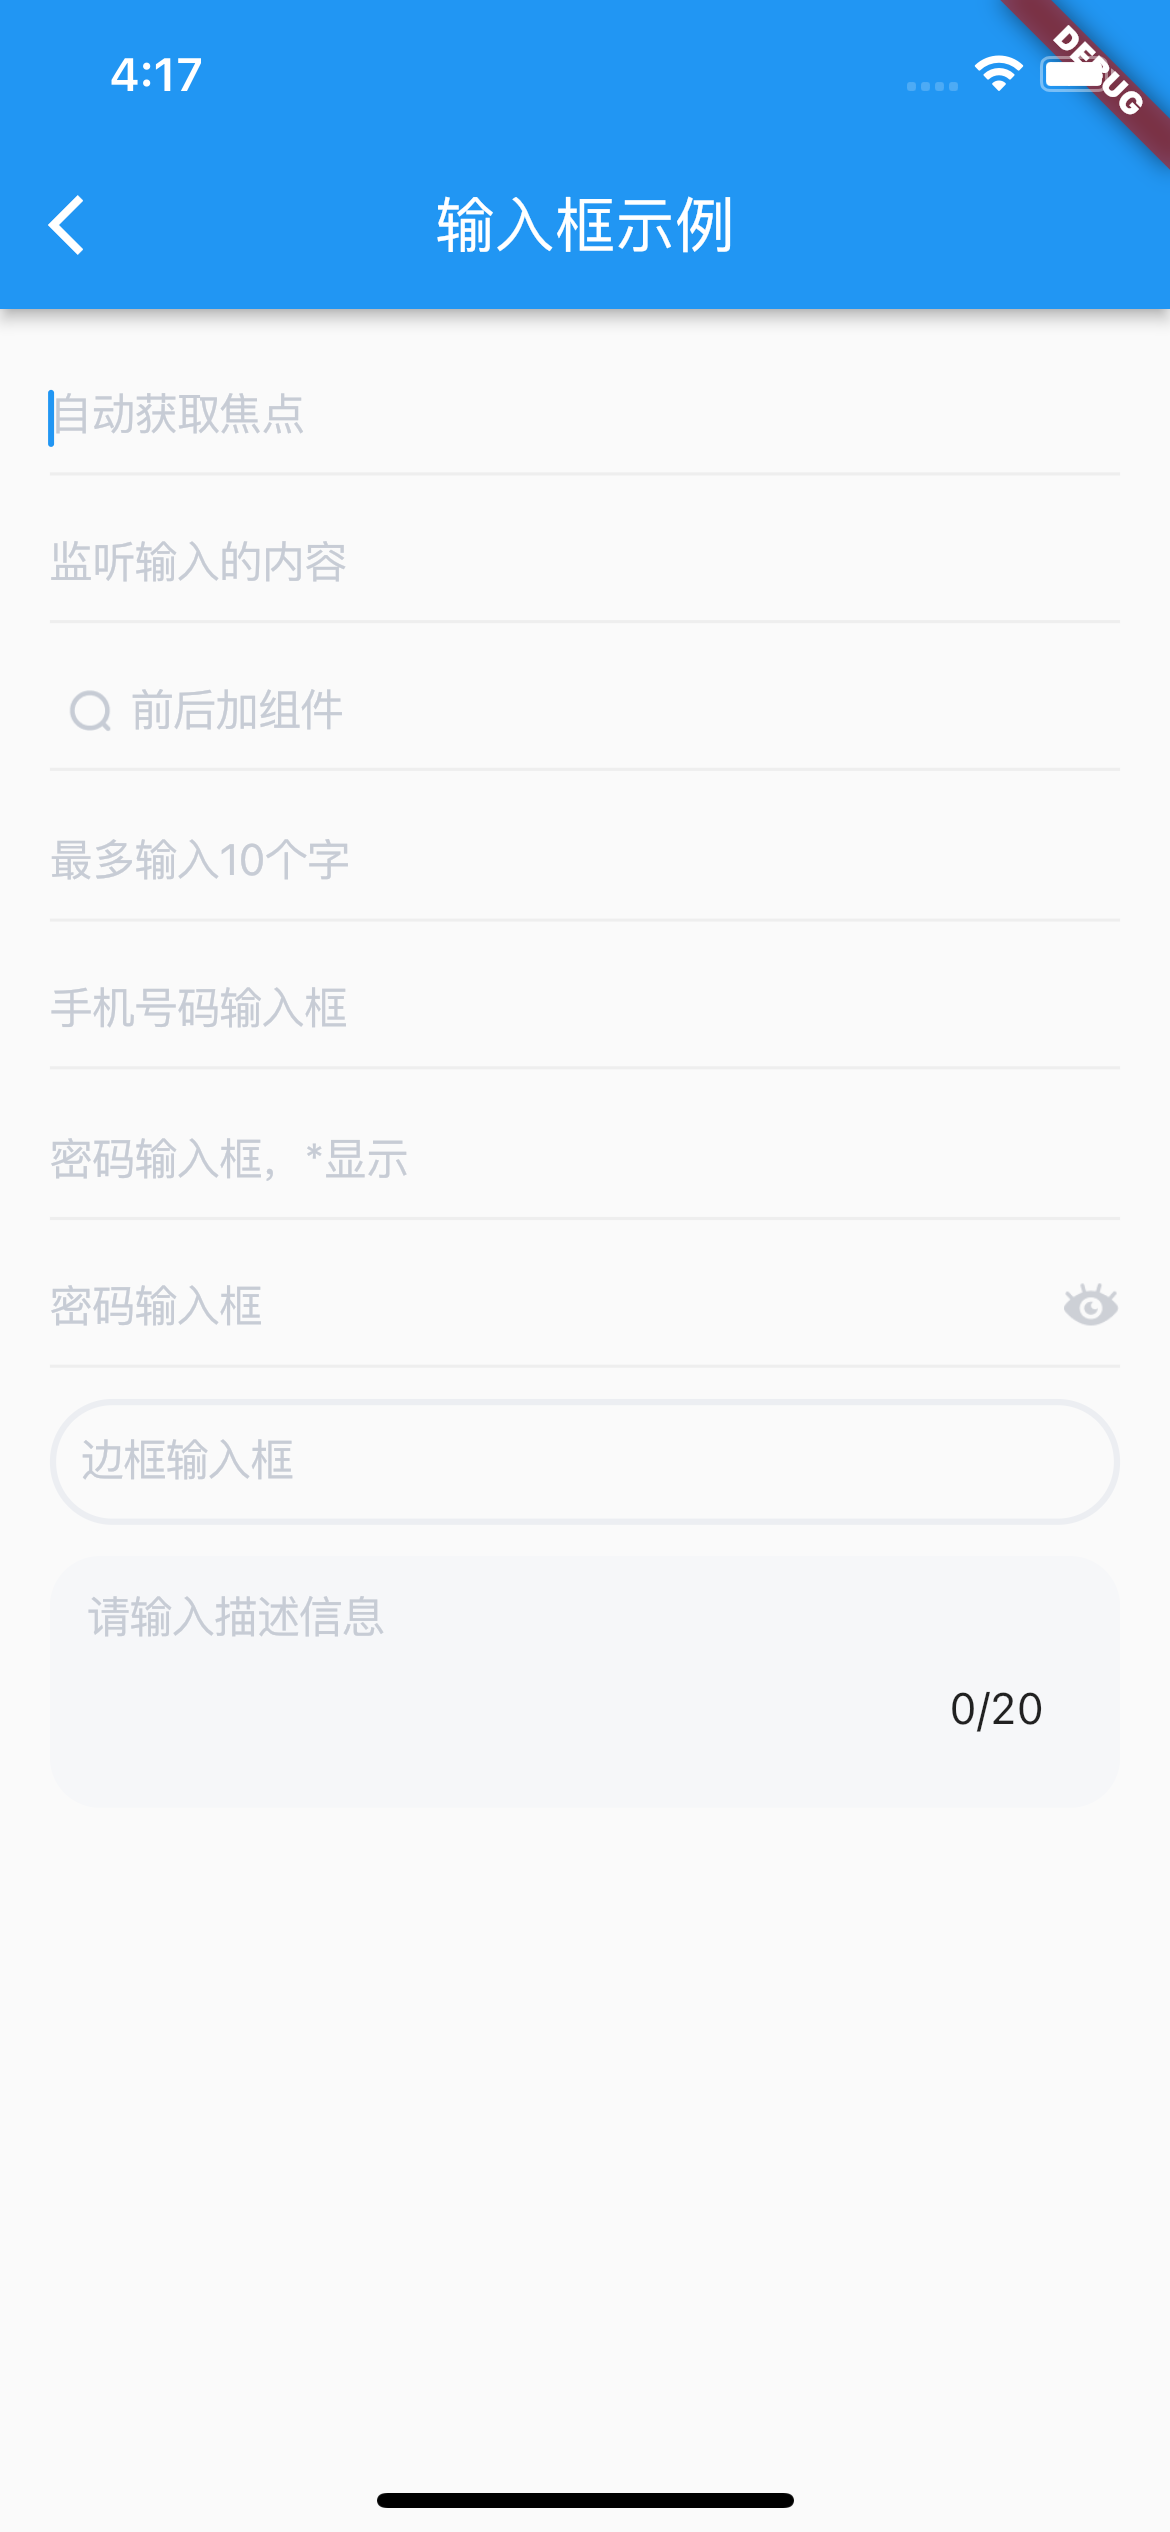 4:17
DEBUG
输入框示例
自动获取焦点
监听输入的内容
前后加组件
最多输入10个字
手机号码输入框
密码输入框，*显示
密码输入框
边框输入框
请输入描述信息
0/20